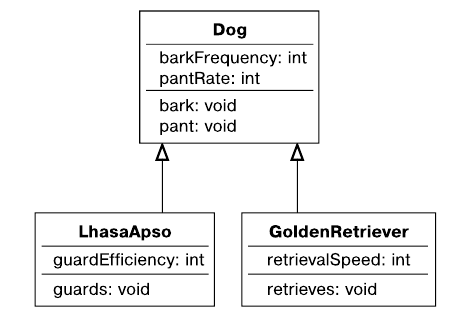 Dog
barkFrequency: int
pantRate: int
bark: void
pant: void
LhasaApso
guardEfficiency: int
guards: void
GoldenRetriever
retrievalSpeed: int
retrieves: void